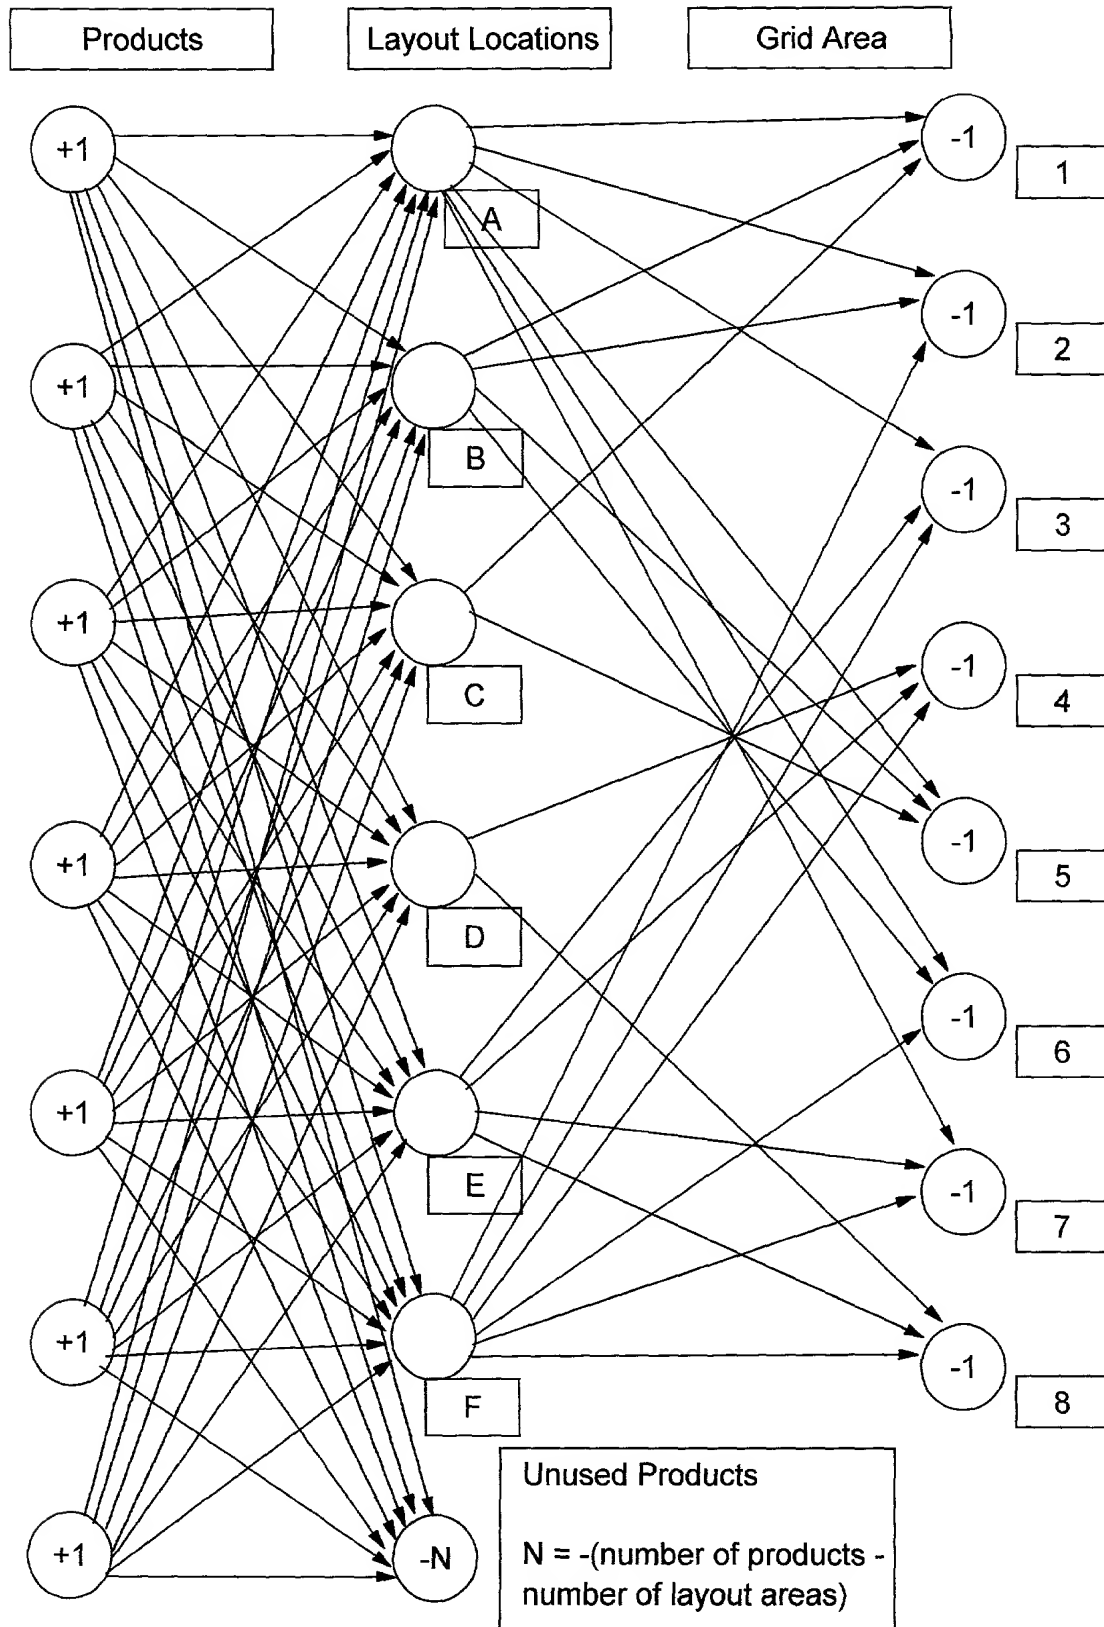 Products
Layout Locations
Grid Area
+1
-1
1
A
+1
-1
2
B
-1
3
+1
C
-1
4
+1
D
-1
5
-1
6
+1
E
-1
7
+1
F
-1
8
Unused Products
+1
-N
N = -(number of products -
number of layout areas)